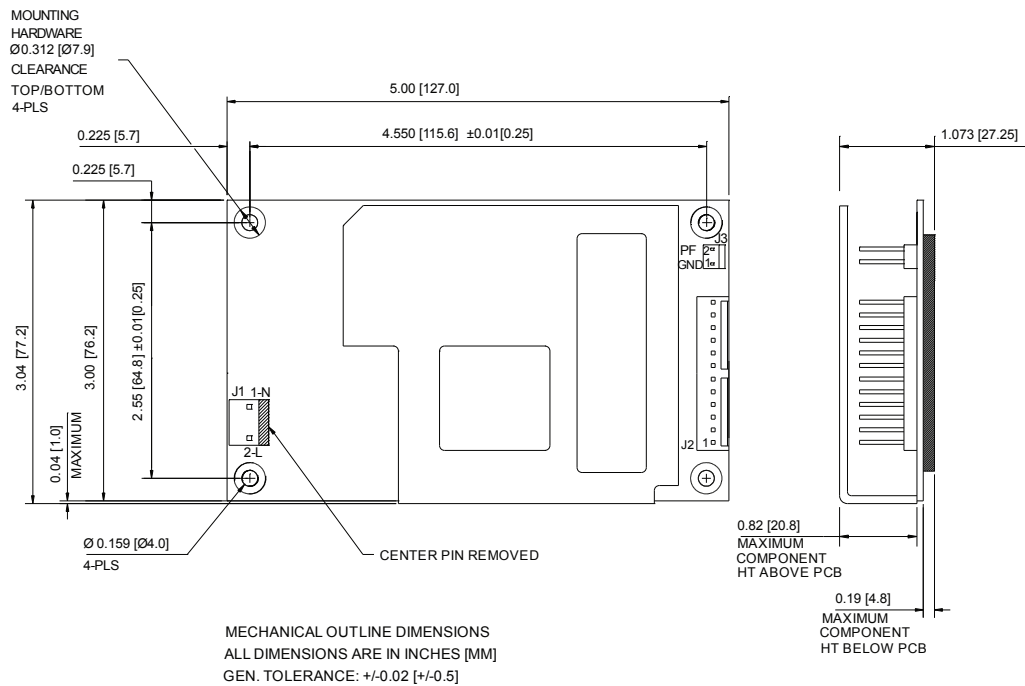 MOUNTING
HARDWARE
Ø0.312 [Ø7.9]
CLEARANCE
TOP/BOTTOM
4-PLS
5.00 [127.0]
0.225 [5.7]
4.550 [115.6] ±0.01[0.25]
1.073 [27.25]
0.225 [5.7]
J3
PF 2
GND 1
3.04 [77.2]
3.00 [76.2]
2.55 [64.8] ±0.01[0.25]
J1 1-N
2-L
J2 1
0.04 [1.0]
MAXIMUM
Ø 0.159 [Ø4.0]
4-PLS
CENTER PIN REMOVED
0.82 [20.8]
MAXIMUM
COMPONENT
HT ABOVE PCB
0.19 [4.8]
MAXIMUM
COMPONENT
HT BELOW PCB
MECHANICAL OUTLINE DIMENSIONS
ALL DIMENSIONS ARE IN INCHES [MM]
GEN. TOLERANCE: +/-0.02 [+/-0.5]